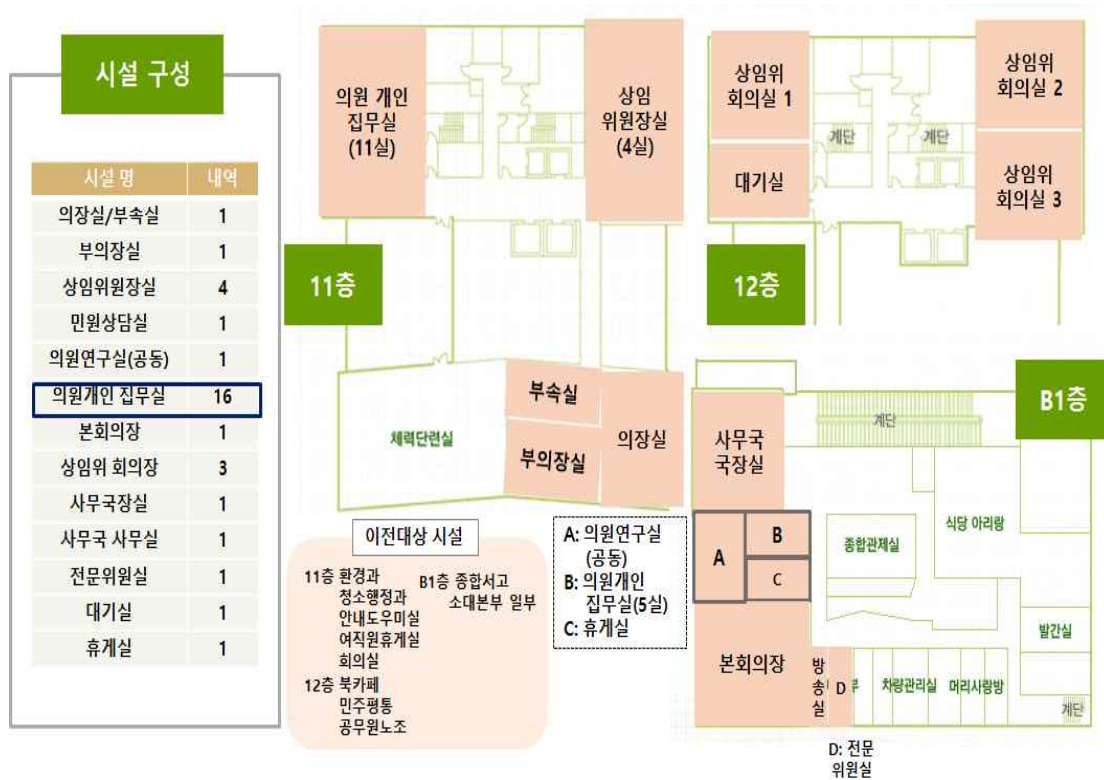 시설 구성
시설 명 내역
의장실/부속실 1
부의장실 1
상임위원장실 4
민원상담실 1
의원연구실(공동) 1
의원개인 집무실 16
본회의장 1
상임위 회의장 3
사무국장실 1
사무국 사무실 1
전문위원실 1
대기실 1
휴게실 1
11층
의원 개인
집무실
(11실)
상임
위원장실
(4실)
체력단련실
부속실
부의장실
의장실
12층
상임위
회의실 1
대기실
계단
계단
상임위
회의실 2
상임위
회의실 3
이전대상 시설
11층 환경과
청소행정과
안내도우미실
여직원휴게실
회의실
12층 북카페
민주평통
공무원노조
B1층 종합서고
소대본부 일부
A: 의원연구실
(공동)
B: 의원개인
집무실(5실)
C: 휴게실
B1층
사무국
국장실
계단
A
B
C
종합관제실
식당 아리랑
본회의장
방송실
D
부
차량관리실
머리사랑방
발간실
계단
D: 전문
위원실